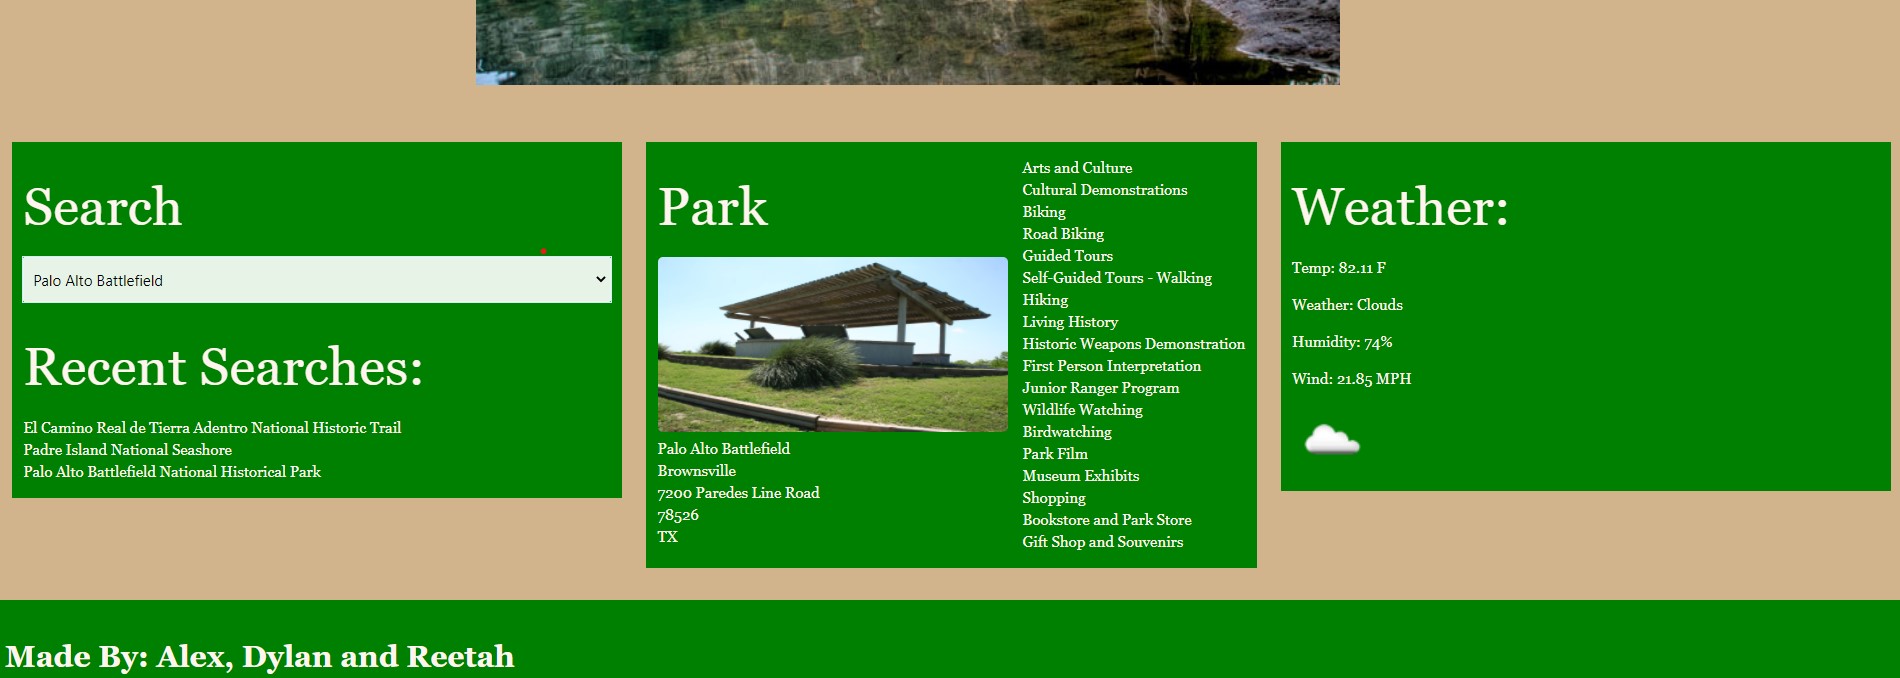 Search
Palo Alto Battlefield
Recent Searches:
El Camino Real de Tierra Adentro National Historic Trail
Padre Island National Seashore
Palo Alto Battlefield National Historical Park
Park
Palo Alto Battlefield
Brownsville
7200 Paredes Line Road
78526
TX
Arts and Culture
Cultural Demonstrations
Biking
Road Biking
Guided Tours
Self-Guided Tours - Walking
Hiking
Living History
Historic Weapons Demonstration
First Person Interpretation
Junior Ranger Program
Wildlife Watching
Birdwatching
Park Film
Museum Exhibits
Shopping
Bookstore and Park Store
Gift Shop and Souvenirs
Weather:
Temp: 82.11 F
Weather: Clouds
Humidity: 74%
Wind: 21.85 MPH
Made By: Alex, Dylan and Reetah